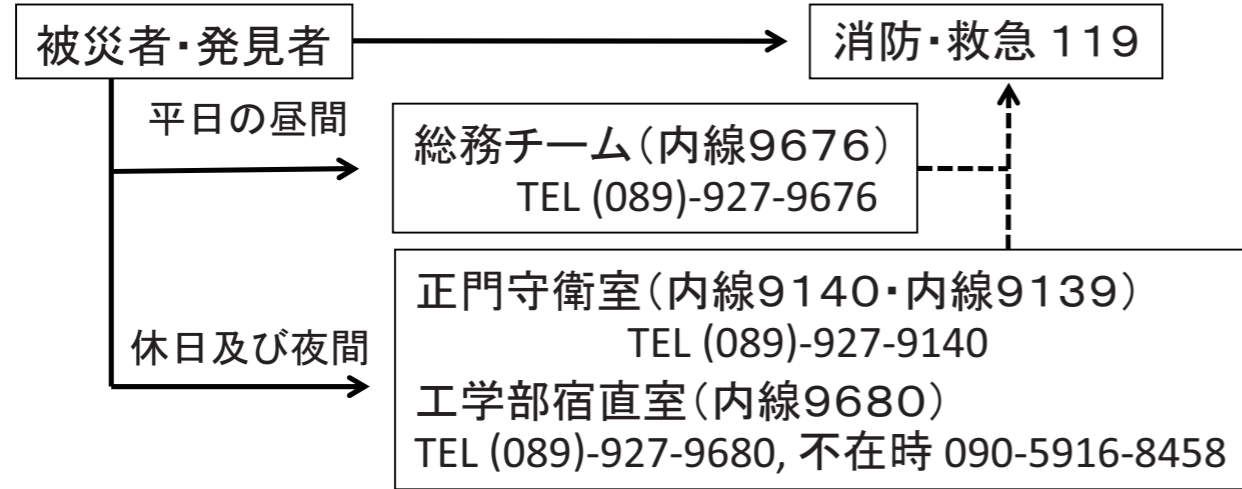 被災者・発見者
消防・救急 119
平日の昼間
総務チーム(内線9676)
TEL (089)-927-9676
休日及び夜間
正門守衛室(内線9140・内線9139)
TEL (089)-927-9140
工学部宿直室(内線9680)
TEL (089)-927-9680, 不在時 090-5916-8458